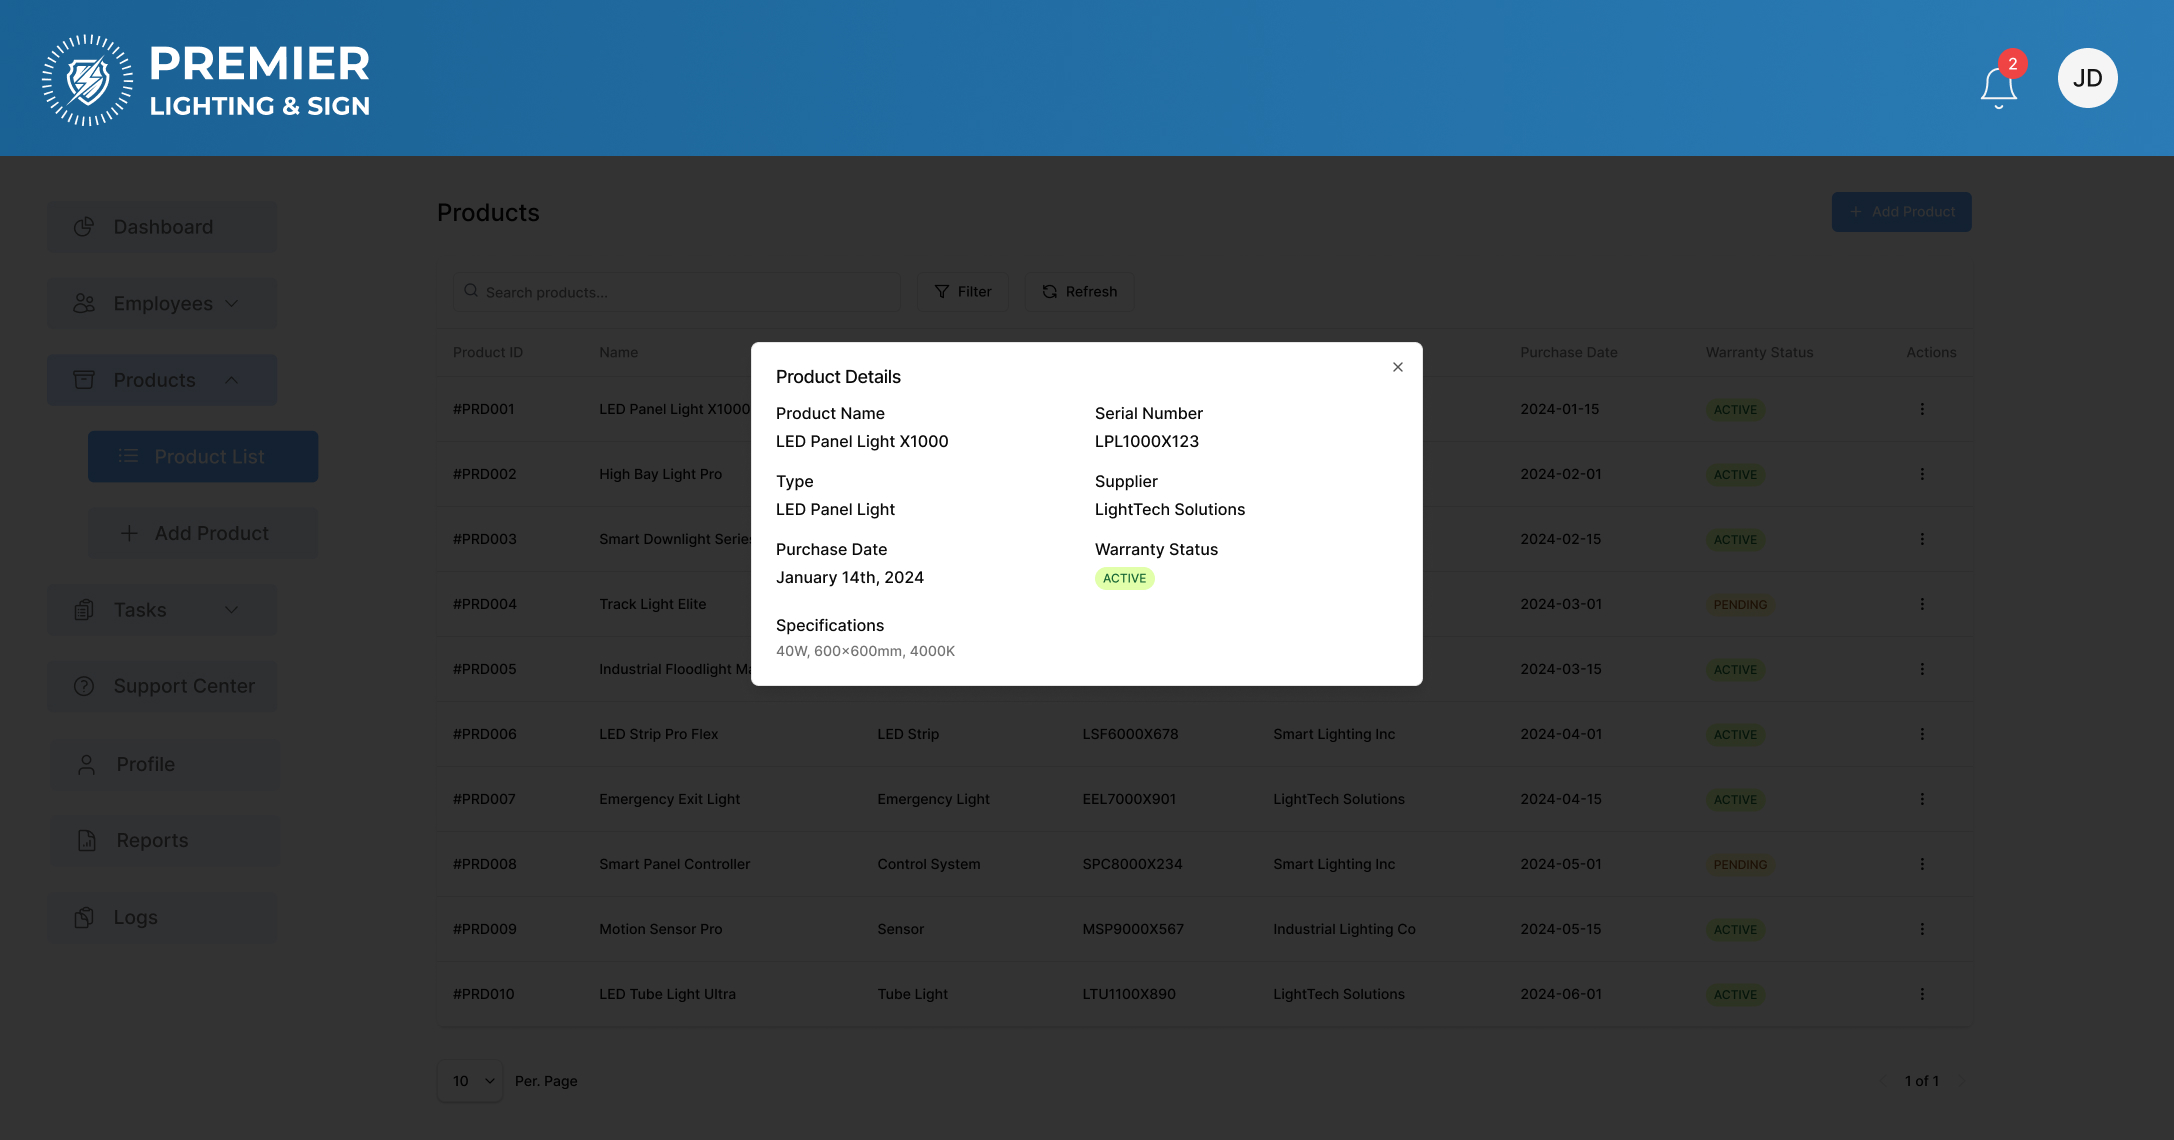 PREMIER
LIGHTING & SIGN
2
JD
Dashboard
Employees
Products
Product List
Add Product
Tasks
Support Center
Profile
Reports
Logs
Products
+ Add Product
Search products...
Filter
Refresh
Product ID Name Purchase Date Warranty Status Actions
#PRD001 LED Panel Light X1000 2024-01-15 ACTIVE
#PRD002 High Bay Light Pro 2024-02-01 ACTIVE
#PRD003 Smart Downlight Series 2024-02-15 ACTIVE
#PRD004 Track Light Elite 2024-03-01 PENDING
#PRD005 Industrial Floodlight 2024-03-15 ACTIVE
#PRD006 LED Strip Pro Flex LED Strip LSF6000X678 Smart Lighting Inc 2024-04-01 ACTIVE
#PRD007 Emergency Exit Light Emergency Light EEL7000X901 LightTech Solutions 2024-04-15 ACTIVE
#PRD008 Smart Panel Controller Control System SPC8000X234 Smart Lighting Inc 2024-05-01 PENDING
#PRD009 Motion Sensor Pro Sensor MSP9000X567 Industrial Lighting Co 2024-05-15 ACTIVE
#PRD010 LED Tube Light Ultra Tube Light LTU1100X890 LightTech Solutions 2024-06-01 ACTIVE
10 Per. Page
1 of 1
Product Details
Product Name
LED Panel Light X1000
Serial Number
LPL1000X123
Type
LED Panel Light
Supplier
LightTech Solutions
Purchase Date
January 14th, 2024
Warranty Status
ACTIVE
Specifications
40W, 600x600mm, 4000K